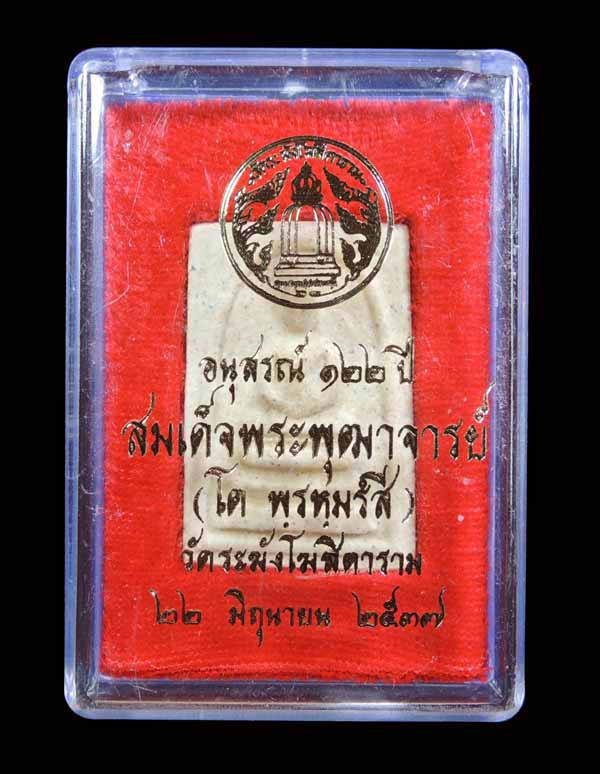 อนุสรณ์ ๑๒๒ ปี
สมเด็จพระพุฒาจารย์
(โต พฺรหฺมรํสี)
วัดระฆังโฆสิตาราม
๒๒ มิถุนายน ๒๕๓๗